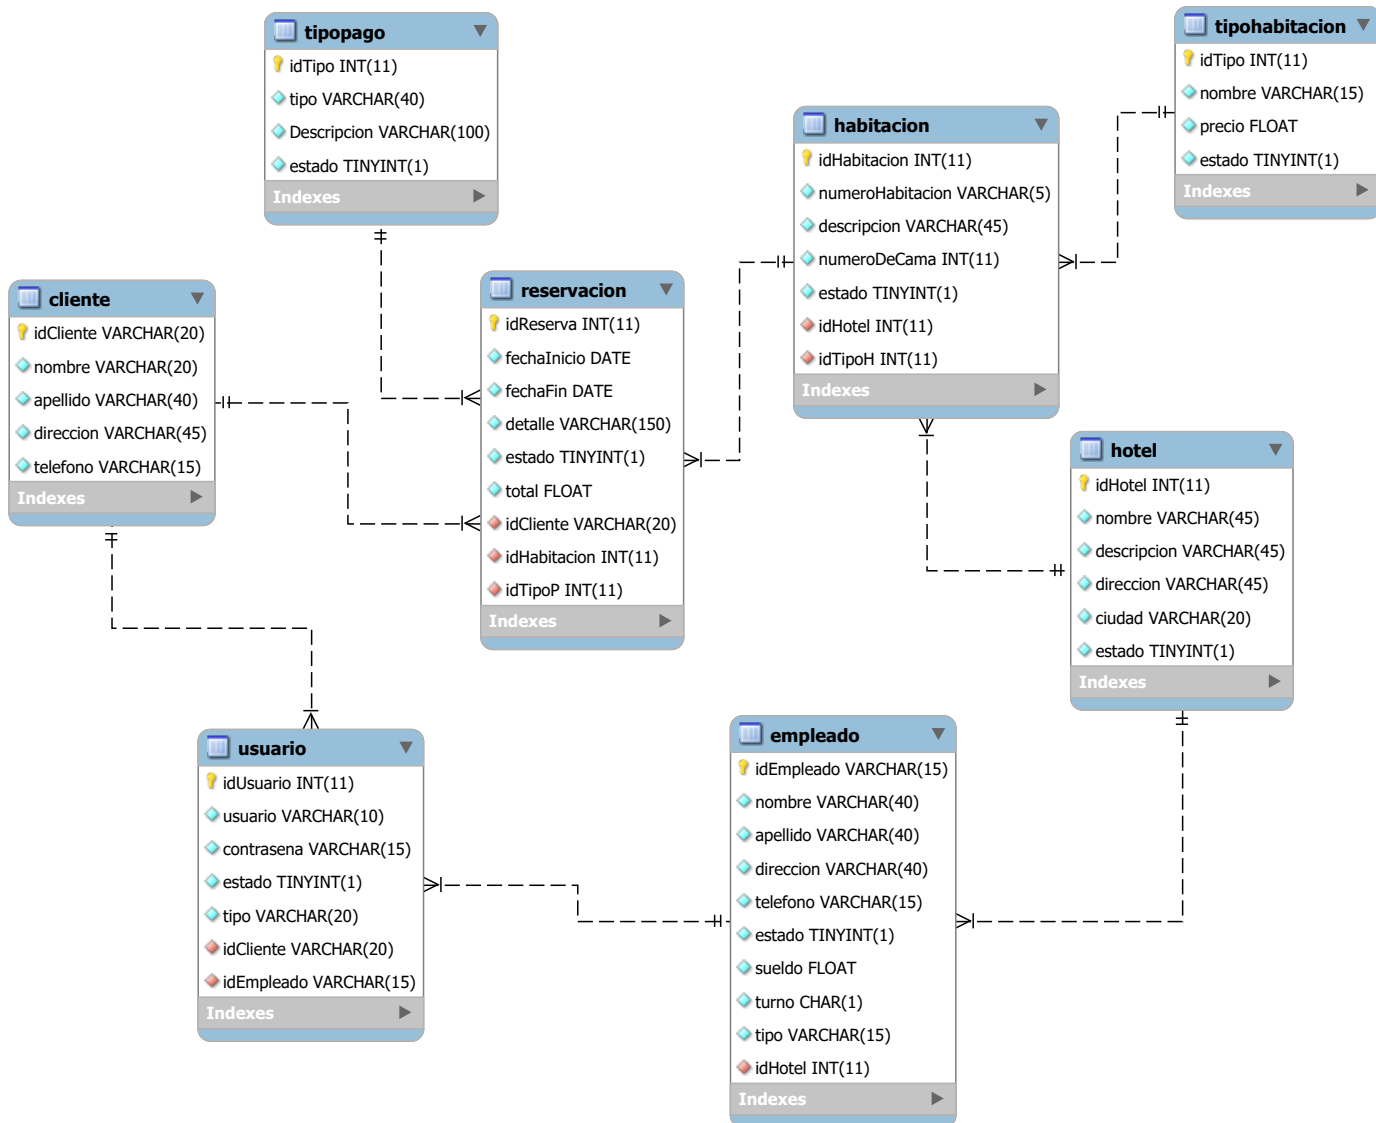 tipopago
idTipo INT(11)
tipo VARCHAR(40)
Descripcion VARCHAR(100)
estado TINYINT(1)
Indexes
tipohabitacion
idTipo INT(11)
nombre VARCHAR(15)
precio FLOAT
estado TINYINT(1)
Indexes
habitacion
idHabitacion INT(11)
numeroHabitacion VARCHAR(5)
descripcion VARCHAR(45)
numeroDeCama INT(11)
estado TINYINT(1)
idHotel INT(11)
idTipoH INT(11)
Indexes
cliente
idCliente VARCHAR(20)
nombre VARCHAR(20)
apellido VARCHAR(40)
direccion VARCHAR(45)
telefono VARCHAR(15)
Indexes
reservacion
idReserva INT(11)
fechaInicio DATE
fechaFin DATE
detalle VARCHAR(150)
estado TINYINT(1)
total FLOAT
idCliente VARCHAR(20)
idHabitacion INT(11)
idTipoP INT(11)
Indexes
hotel
idHotel INT(11)
nombre VARCHAR(45)
descripcion VARCHAR(45)
direccion VARCHAR(45)
ciudad VARCHAR(20)
estado TINYINT(1)
Indexes
usuario
idUsuario INT(11)
usuario VARCHAR(10)
contrasena VARCHAR(15)
estado TINYINT(1)
tipo VARCHAR(20)
idCliente VARCHAR(20)
idEmpleado VARCHAR(15)
Indexes
empleado
idEmpleado VARCHAR(15)
nombre VARCHAR(40)
apellido VARCHAR(40)
direccion VARCHAR(40)
telefono VARCHAR(15)
estado TINYINT(1)
sueldo FLOAT
turno CHAR(1)
tipo VARCHAR(15)
idHotel INT(11)
Indexes